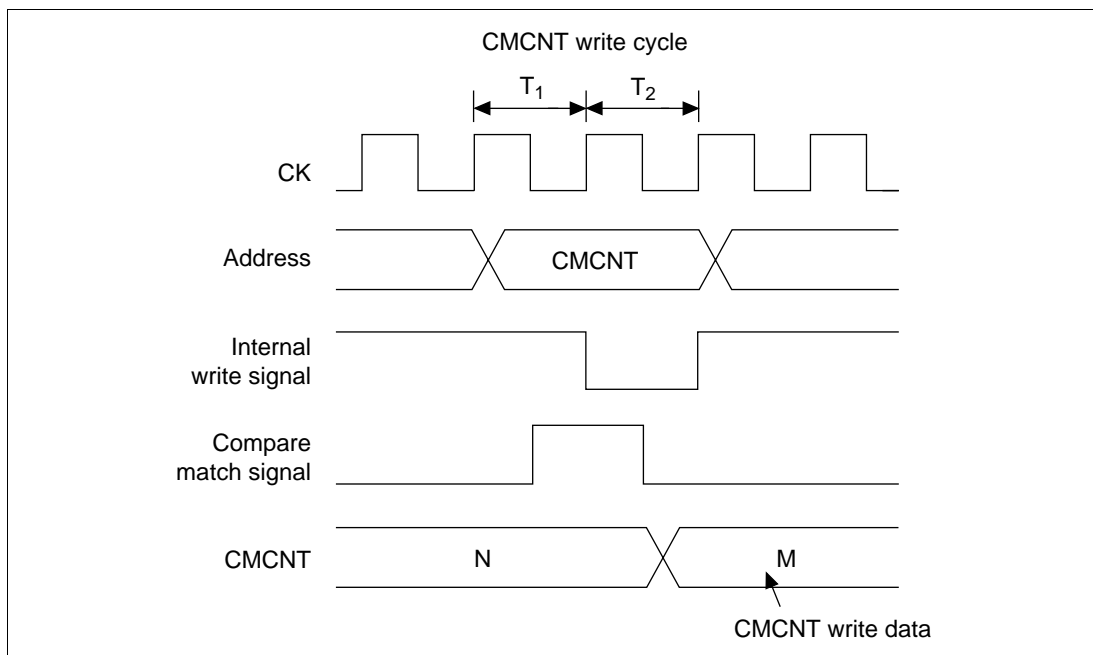 CMCNT write cycle
T1 T2
CK
Address CMCNT
Internal
write signal
Compare
match signal
CMCNT N M
CMCNT write data